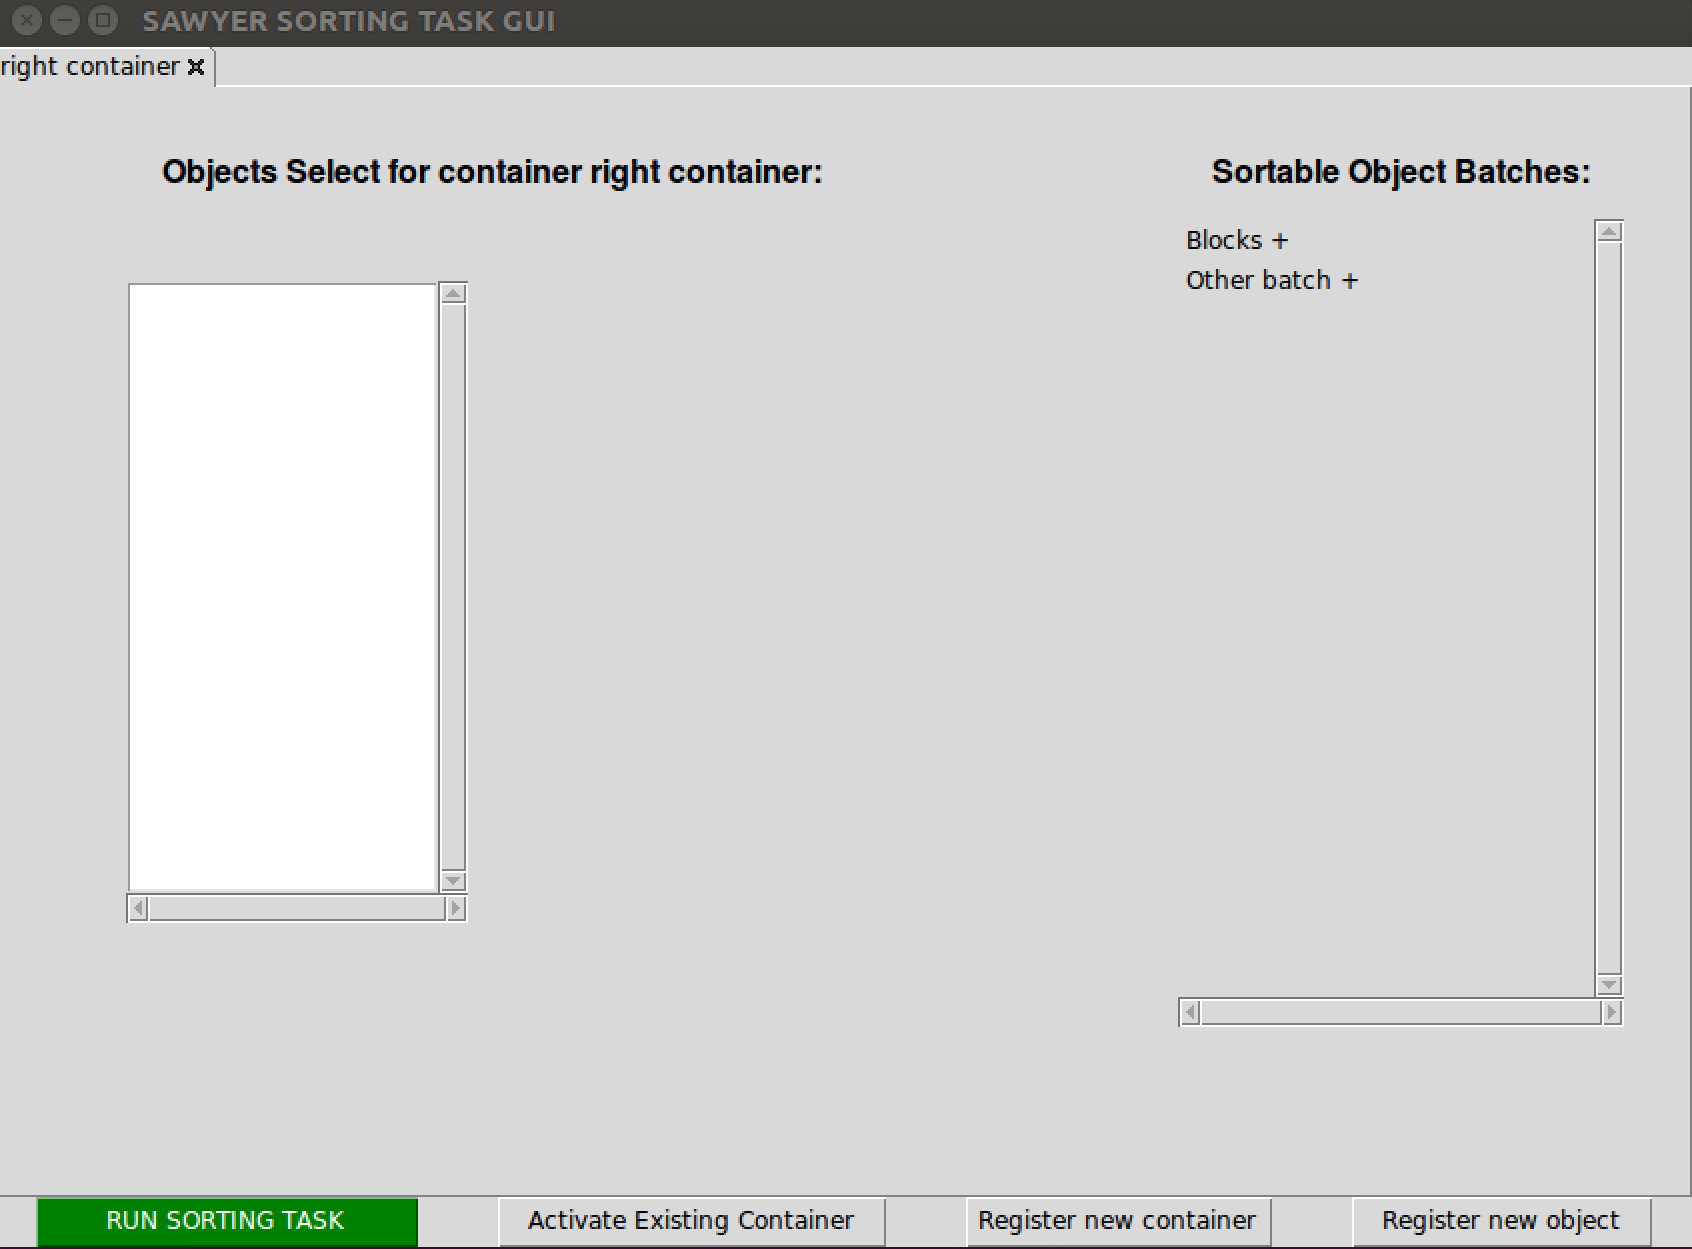 SAWYER SORTING TASK GUI
right container
Objects Select for container right container:
Sortable Object Batches:
Blocks +
Other batch +
RUN SORTING TASK
Activate Existing Container
Register new container
Register new object